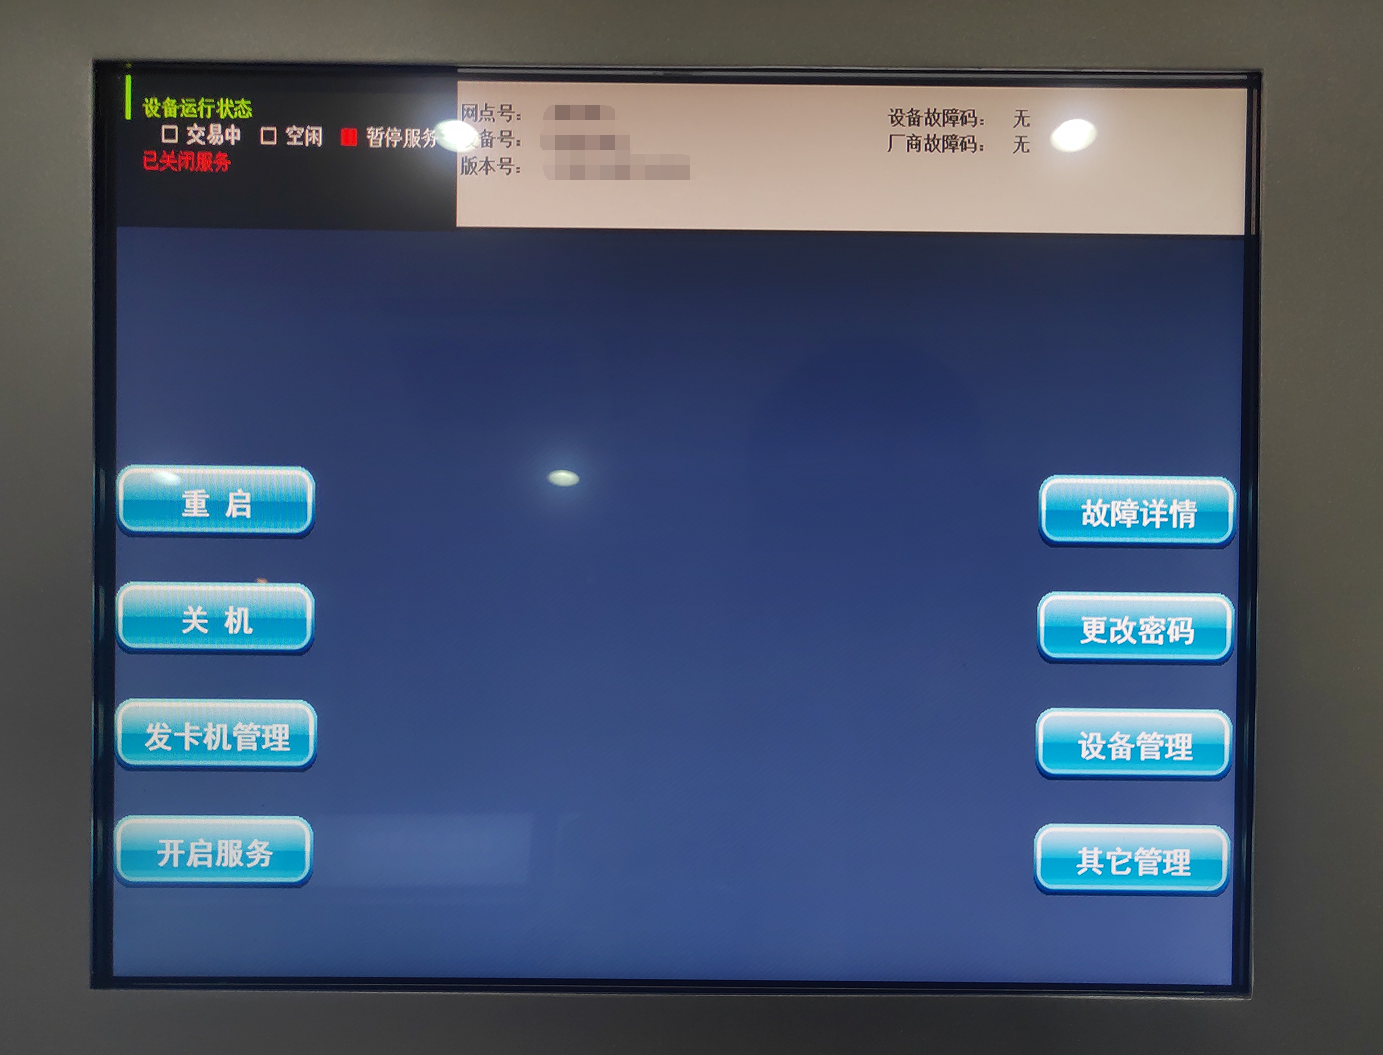 设备运行状态
□ 交易中 □ 空闲 ■ 暂停服务
已关闭服务
网点号：
备号：
版本号：
设备故障码： 无
厂商故障码： 无
重 启
关 机
发卡机管理
开启服务
故障详情
更改密码
设备管理
其它管理